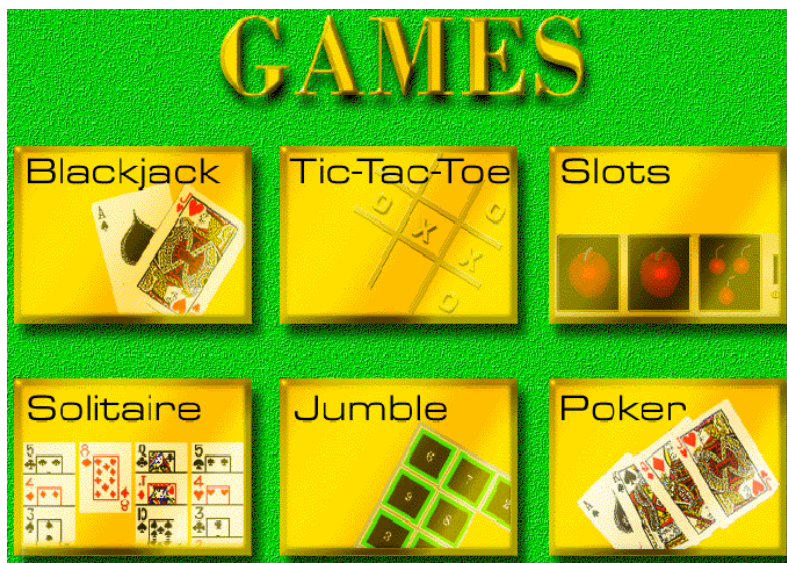 GAMES
Blackjack
Tic-Tac-Toe
Slots
Solitaire
Jumble
Poker